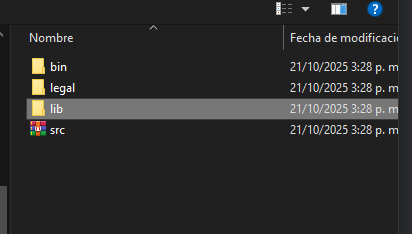 Nombre Fecha de modificació
bin 21/10/2025 3:28 p. m
legal 21/10/2025 3:28 p. m
lib 21/10/2025 3:28 p. m
src 21/10/2025 3:28 p. m